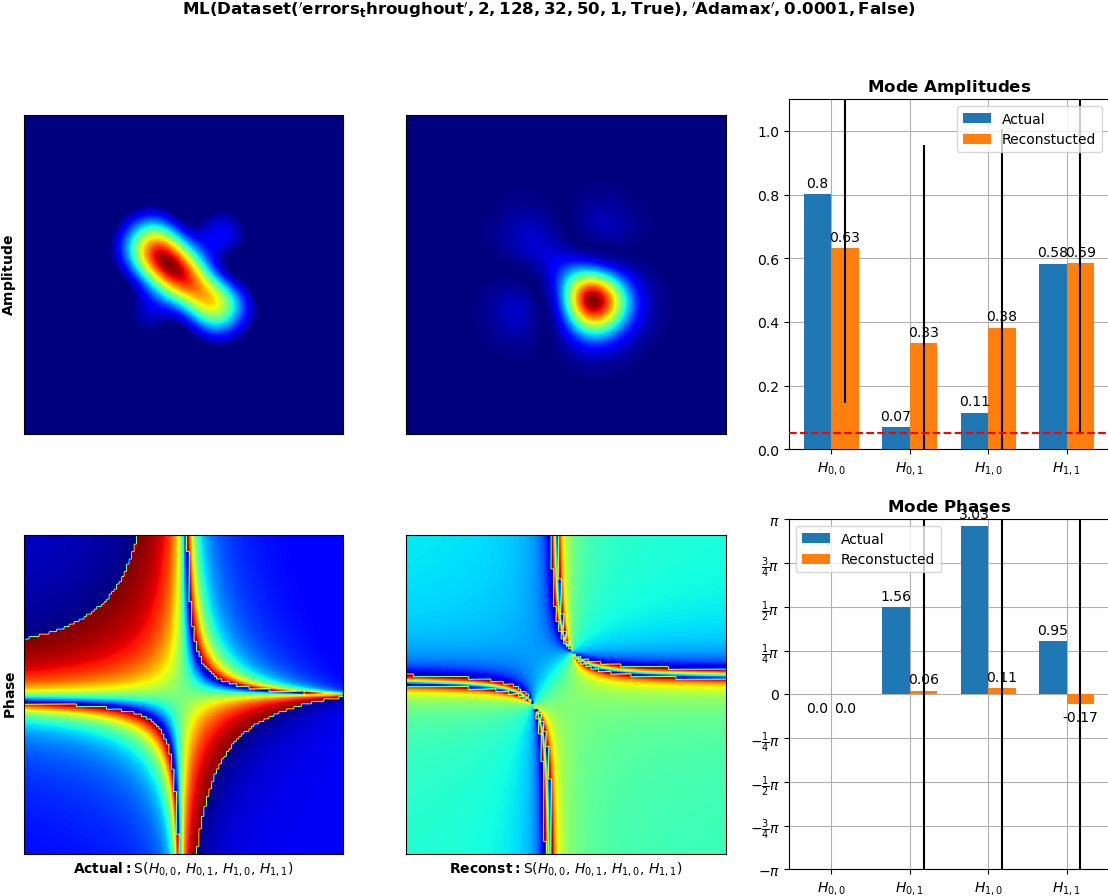 ML(Dataset('errors_throughout', 2, 128, 32, 50, 1, True), 'Adamax', 0.0001, False)
Amplitude
Mode Amplitudes
Actual
Reconstucted
1.0
0.8
0.6
0.4
0.2
0.0
0.8
0.63
0.07
0.33
0.11
0.38
0.58
0.59
H0,0
H0,1
H1,0
H1,1
Phase
Actual: S(H0,0, H0,1, H1,0, H1,1)
Reconst: S(H0,0, H0,1, H1,0, H1,1)
Mode Phases
Actual
Reconstucted
π
3/4π
1/2π
1/4π
0
−1/4π
−1/2π
−3/4π
−π
0.0
0.0
1.56
0.06
3.03
0.11
0.95
-0.17
H0,0
H0,1
H1,0
H1,1